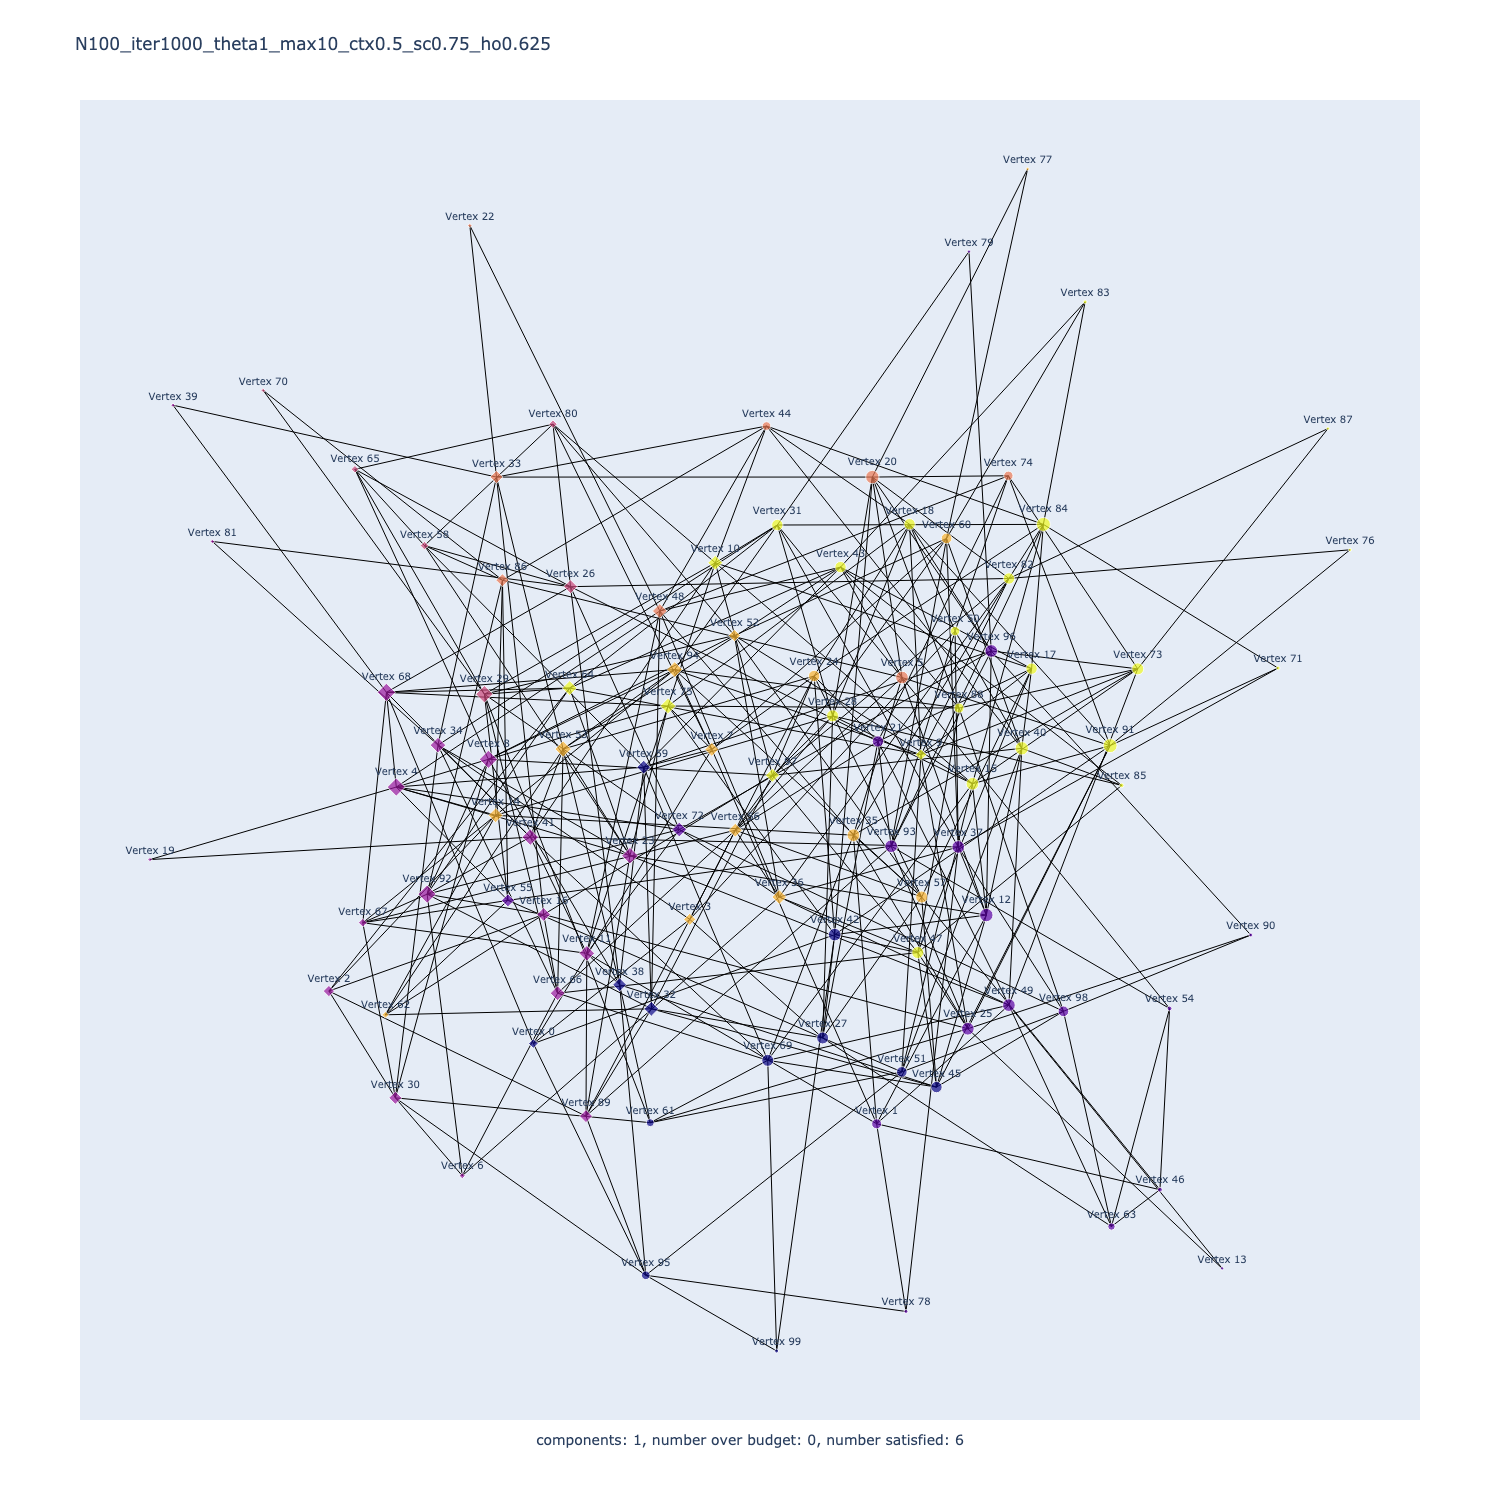 N100_iter1000_theta1_max10_ctx0.5_sc0.75_ho0.625
Vertex 77
Vertex 22
Vertex 79
Vertex 83
Vertex 70
Vertex 39
Vertex 80
Vertex 44
Vertex 87
Vertex 65
Vertex 33
Vertex 20
Vertex 74
Vertex 31
Vertex 18
Vertex 84
Vertex 60
Vertex 81
Vertex 58
Vertex 76
Vertex 10
Vertex 43
Vertex 86
Vertex 26
Vertex 82
Vertex 48
Vertex 57
Vertex 50
Vertex 96
Vertex 17
Vertex 73
Vertex 71
Vertex 94
Vertex 24
Vertex 5
Vertex 68
Vertex 29
Vertex 64
Vertex 75
Vertex 28
Vertex 88
Vertex 34
Vertex 8
Vertex 7
Vertex 21
Vertex 40
Vertex 91
Vertex 59
Vertex 4
Vertex 97
Vertex 85
Vertex 14
Vertex 41
Vertex 72
Vertex 56
Vertex 35
Vertex 93
Vertex 37
Vertex 19
Vertex 23
Vertex 92
Vertex 55
Vertex 36
Vertex 12
Vertex 67
Vertex 3
Vertex 42
Vertex 90
Vertex 11
Vertex 47
Vertex 2
Vertex 66
Vertex 38
Vertex 32
Vertex 62
Vertex 49
Vertex 98
Vertex 54
Vertex 25
Vertex 0
Vertex 27
Vertex 69
Vertex 51
Vertex 45
Vertex 30
Vertex 89
Vertex 61
Vertex 1
Vertex 6
Vertex 46
Vertex 63
Vertex 95
Vertex 13
Vertex 78
Vertex 99
components: 1, number over budget: 0, number satisfied: 6